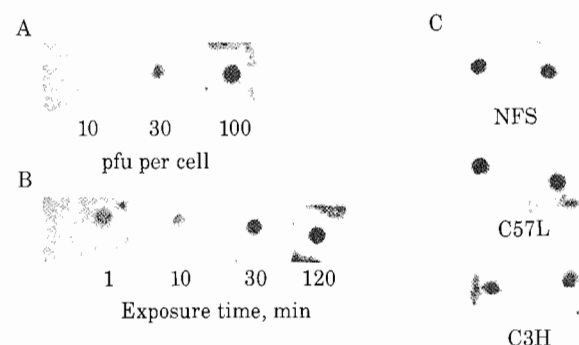 A
10 30 100
pfu per cell
B
1 10 30 120
Exposure time, min
C
NFS
C57L
C3H